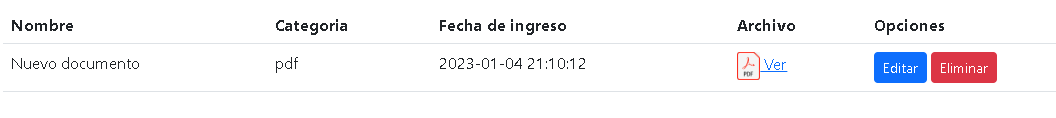 Nombre Categoria Fecha de ingreso Archivo Opciones
Nuevo documento pdf 2023-01-04 21:10:12 PDF Ver Editar Eliminar